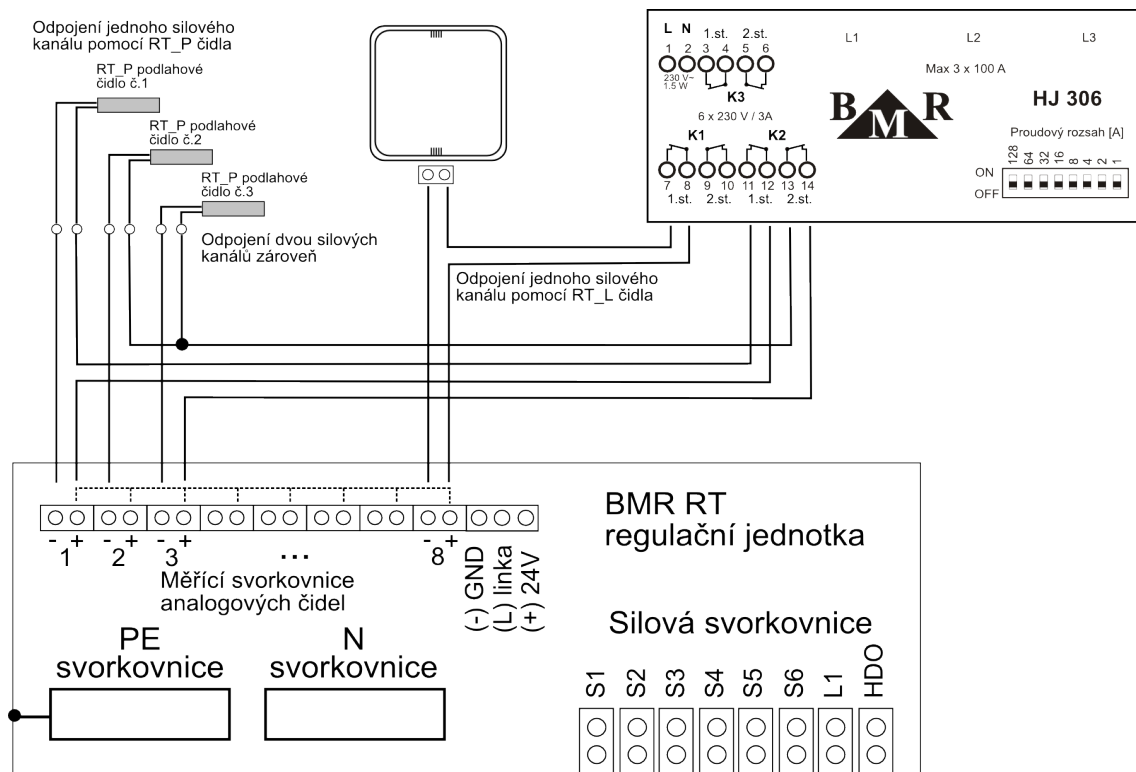 Odpojení jednoho silového
kanálu pomocí RT_P čidla
RT_P podlahové
čidlo č.1
RT_P podlahové
čidlo č.2
RT_P podlahové
čidlo č.3
Odpojení dvou silových
kanálů zároveň
Odpojení jednoho silového
kanálu pomocí RT_L čidla
L N 1.st. 2.st.
1 2 3 4 5 6
230 V~
1.5 W
K3
6 x 230 V / 3A
K1 K2
7 8 9 10 11 12 13 14
1.st. 2.st. 1.st. 2.st.
L1 L2 L3
Max 3 x 100 A
B M R
HJ 306
Proudový rozsah [A]
128 64 32 16 8 4 2 1
ON
OFF
BMR RT
regulační jednotka
- + - + - + - +
1 2 3 ... 8
(-) GND
(L) linka
(+) 24V
Měřící svorkovnice
analogových čidel
PE
svorkovnice
N
svorkovnice
Silová svorkovnice
S1 S2 S3 S4 S5 S6 L1 HDO